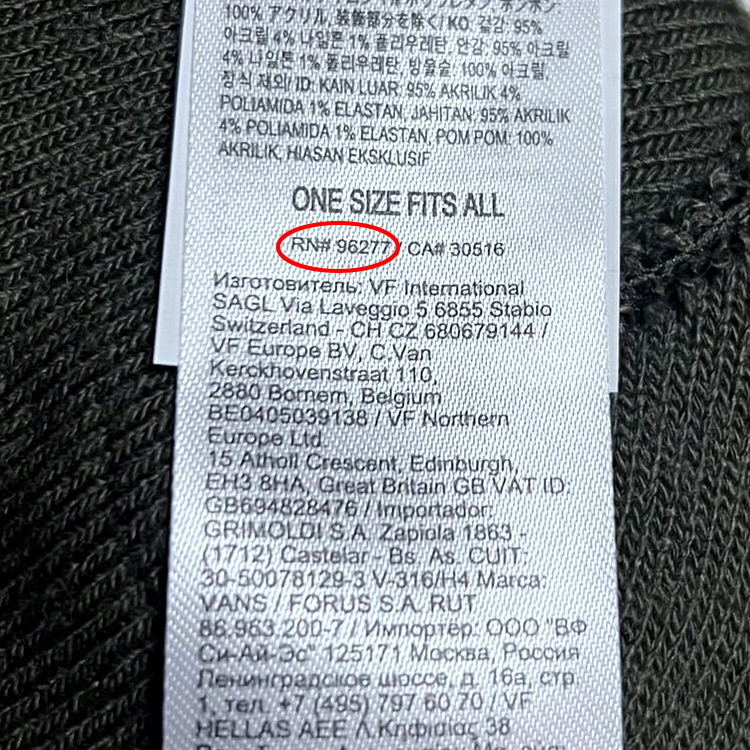 100% アクリル, 装飾部分を除く/ KO: 겉감: 95%
아크릴 4% 나일론 1% 폴리우레탄, 안감: 95% 아크릴
4% 나일론 1% 폴리우레탄, 방울술: 100% 아크릴,
장식 제외/ ID: KAIN LUAR: 95% AKRILIK 4%
POLIAMIDA 1% ELASTAN, JAHITAN: 95% AKRILIK
4% POLIAMIDA 1% ELASTAN, POM POM: 100%
AKRILIK, HIASAN EKSKLUSIF
ONE SIZE FITS ALL
RN# 96277 / CA# 30516
Изготовитель: VF International
SAGL Via Laveggio 5 6855 Stabio
Switzerland - CH CZ 680679144 /
VF Europe BV, C.Van
Kerckhovenstraat 110,
2880 Bornem, Belgium
BE0405039138 / VF Northern
Europe Ltd.
15 Atholl Crescent, Edinburgh,
EH3 8HA, Great Britain GB VAT ID:
GB694828476 / Importador:
GRIMOLDI S.A. Zapiola 1863 -
(1712) Castelar - Bs. As. CUIT:
30-50078129-3 V-316/H4 Marca:
VANS / FORUS S.A. RUT
86.963.200-7 / Импортер: ООО "ВФ
Си-Ай-Эс" 125171 Москва, Россия
Ленинградское шоссе, д. 16а, стр.
1, тел. +7 (495) 797 60 70 / VF
HELLAS AEE Λ.Κηφισίας 38